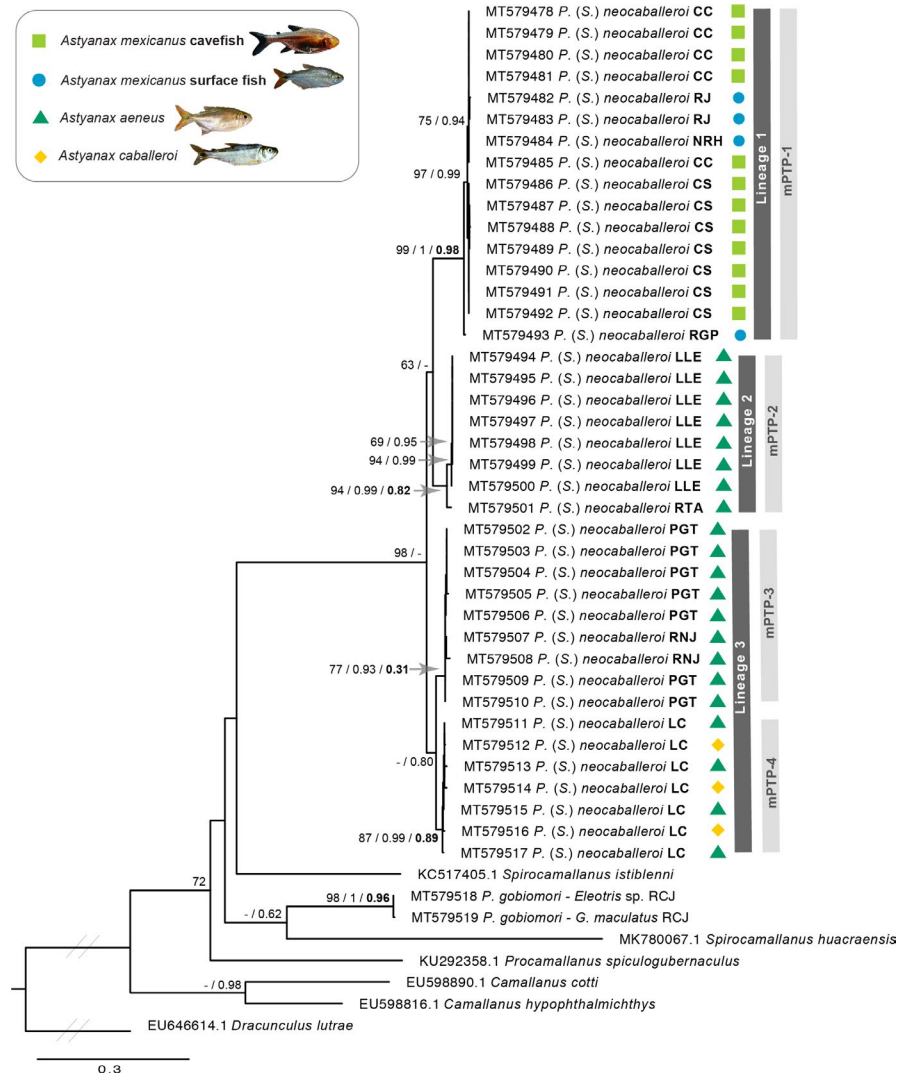 Astyanax mexicanus cavefish
Astyanax mexicanus surface fish
Astyanax aeneus
Astyanax caballeroi
MT579478 P. (S.) neocaballeroi CC
MT579479 P. (S.) neocaballeroi CC
MT579480 P. (S.) neocaballeroi CC
MT579481 P. (S.) neocaballeroi CC
MT579482 P. (S.) neocaballeroi RJ
75 / 0.94
MT579483 P. (S.) neocaballeroi RJ
MT579484 P. (S.) neocaballeroi NRH
MT579485 P. (S.) neocaballeroi CC
97 / 0.99
MT579486 P. (S.) neocaballeroi CS
MT579487 P. (S.) neocaballeroi CS
MT579488 P. (S.) neocaballeroi CS
99 / 1 / 0.98
MT579489 P. (S.) neocaballeroi CS
MT579490 P. (S.) neocaballeroi CS
MT579491 P. (S.) neocaballeroi CS
MT579492 P. (S.) neocaballeroi CS
MT579493 P. (S.) neocaballeroi RGP
Lineage 1
mPTP-1
MT579494 P. (S.) neocaballeroi LLE
63 / -
MT579495 P. (S.) neocaballeroi LLE
MT579496 P. (S.) neocaballeroi LLE
MT579497 P. (S.) neocaballeroi LLE
69 / 0.95
MT579498 P. (S.) neocaballeroi LLE
94 / 0.99
MT579499 P. (S.) neocaballeroi LLE
MT579500 P. (S.) neocaballeroi LLE
94 / 0.99 / 0.82
MT579501 P. (S.) neocaballeroi RTA
Lineage 2
mPTP-2
MT579502 P. (S.) neocaballeroi PGT
98 / -
MT579503 P. (S.) neocaballeroi PGT
MT579504 P. (S.) neocaballeroi PGT
MT579505 P. (S.) neocaballeroi PGT
MT579506 P. (S.) neocaballeroi PGT
MT579507 P. (S.) neocaballeroi RNJ
MT579508 P. (S.) neocaballeroi RNJ
77 / 0.93 / 0.31
MT579509 P. (S.) neocaballeroi PGT
MT579510 P. (S.) neocaballeroi PGT
mPTP-3
Lineage 3
MT579511 P. (S.) neocaballeroi LC
MT579512 P. (S.) neocaballeroi LC
- / 0.80
MT579513 P. (S.) neocaballeroi LC
MT579514 P. (S.) neocaballeroi LC
MT579515 P. (S.) neocaballeroi LC
MT579516 P. (S.) neocaballeroi LC
87 / 0.99 / 0.89
MT579517 P. (S.) neocaballeroi LC
mPTP-4
KC517405.1 Spirocamallanus istiblenni
72
98 / 1 / 0.96
MT579518 P. gobiomori - Eleotris sp. RCJ
MT579519 P. gobiomori - G. maculatus RCJ
- / 0.62
MK780067.1 Spirocamallanus huacraensis
KU292358.1 Procamallanus spiculogubernaculus
- / 0.98
EU598890.1 Camallanus cotti
EU598816.1 Camallanus hypophthalmichthys
EU646614.1 Dracunculus lutrae
0.3